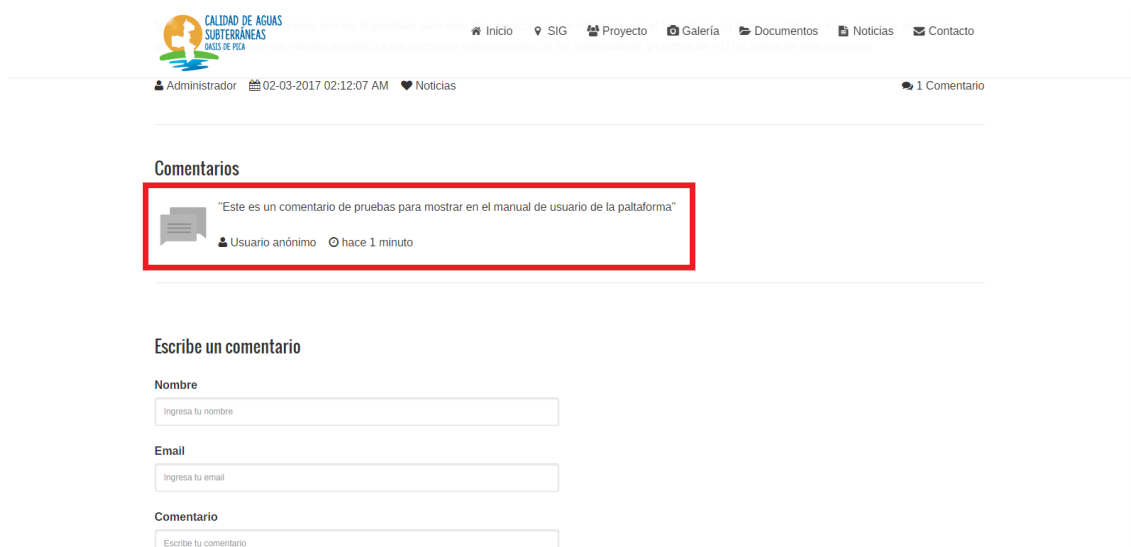 CALIDAD DE AGUAS
SUBTERRÁNEAS
OASIS DE PICA
Inicio SIG Proyecto Galería Documentos Noticias Contacto
Administrador 02-03-2017 02:12:07 AM Noticias 1 Comentario
Comentarios
"Este es un comentario de pruebas para mostrar en el manual de usuario de la paltaforma"
Usuario anónimo hace 1 minuto
Escribe un comentario
Nombre
Ingresa tu nombre
Email
Ingresa tu email
Comentario
Escribe tu comentario